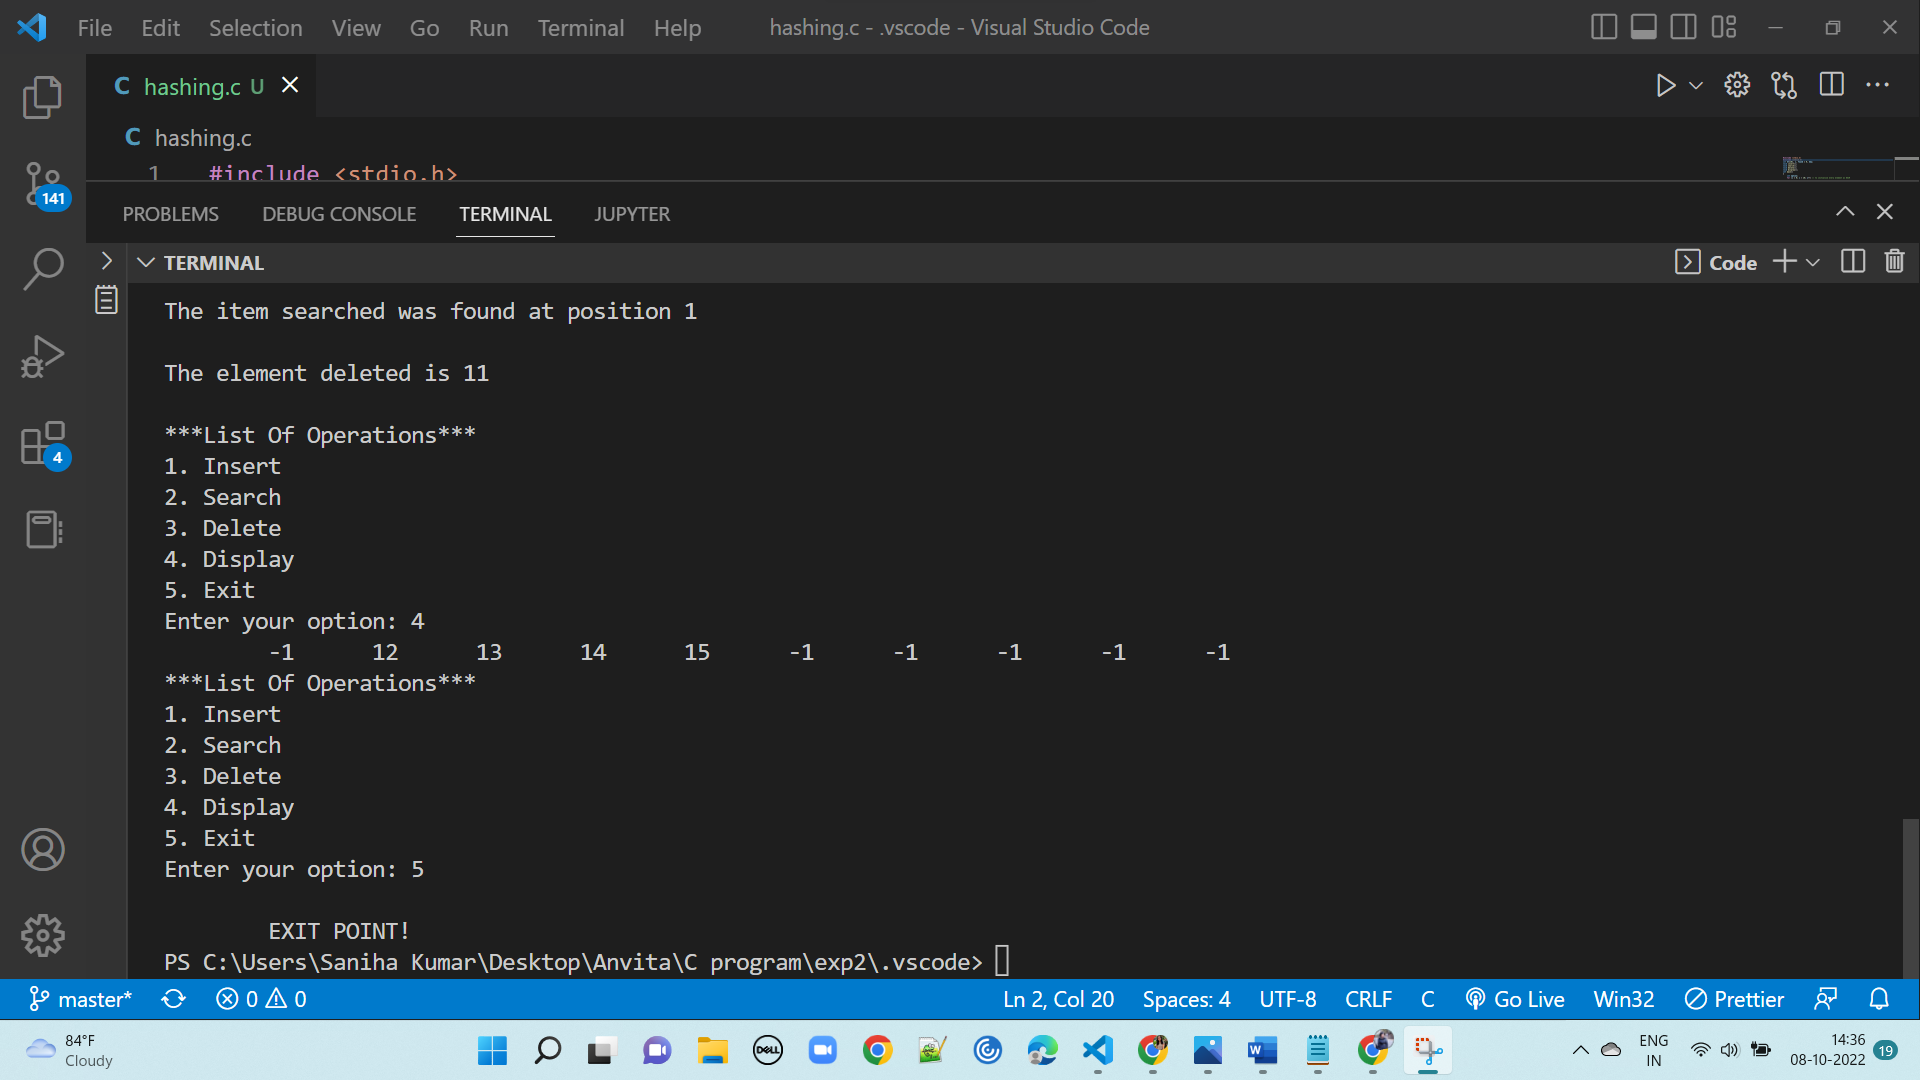 File Edit Selection View Go Run Terminal Help hashing.c - .vscode - Visual Studio Code
C hashing.c U
C hashing.c
1 #include <stdio.h>
141
PROBLEMS DEBUG CONSOLE TERMINAL JUPYTER
TERMINAL Code
The item searched was found at position 1
The element deleted is 11
***List Of Operations***
1. Insert
2. Search
3. Delete
4. Display
5. Exit
4
Enter your option: 4
-1 12 13 14 15 -1 -1 -1 -1 -1
***List Of Operations***
1. Insert
2. Search
3. Delete
4. Display
5. Exit
Enter your option: 5
EXIT POINT!
PS C:\Users\Saniha Kumar\Desktop\Anvita\C program\exp2\.vscode>
master* 0 0 Ln 2, Col 20 Spaces: 4 UTF-8 CRLF C Go Live Win32 Prettier
84°F
Cloudy
DELL
W
ENG
IN
14:36
08-10-2022
19